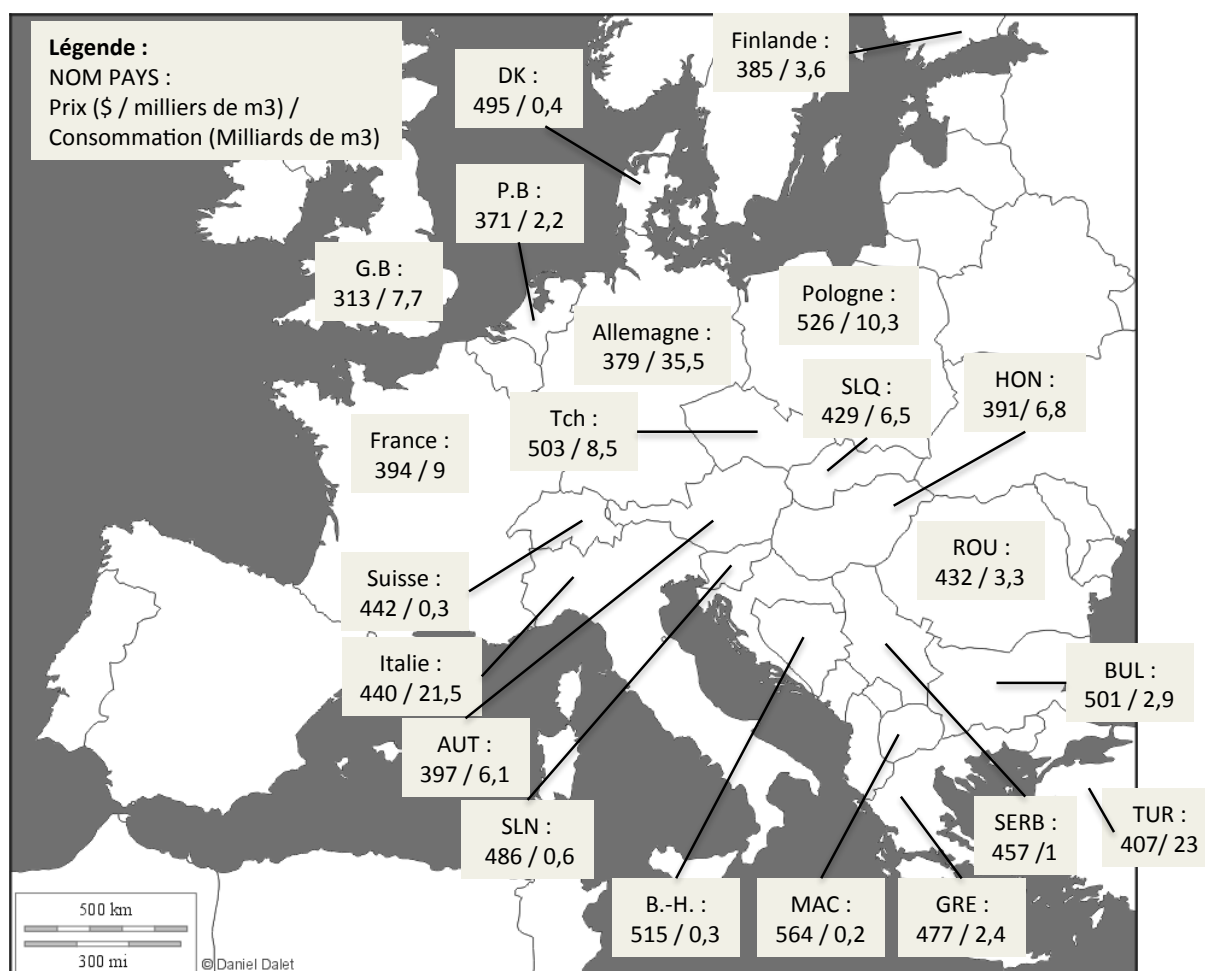 Légende :
NOM PAYS :
Prix ($ / milliers de m3) /
Consommation (Milliards de m3)
Finlande :
385 / 3,6
DK :
495 / 0,4
P.B :
371 / 2,2
G.B :
313 / 7,7
Pologne :
526 / 10,3
Allemagne :
379 / 35,5
SLQ :
429 / 6,5
HON :
391/ 6,8
Tch :
503 / 8,5
France :
394 / 9
ROU :
432 / 3,3
Suisse :
442 / 0,3
Italie :
440 / 21,5
BUL :
501 / 2,9
AUT :
397 / 6,1
SLN :
486 / 0,6
SERB :
457 /1
TUR :
407/ 23
B.-H. :
515 / 0,3
MAC :
564 / 0,2
GRE :
477 / 2,4
500 km
300 mi
© Daniel Dalet